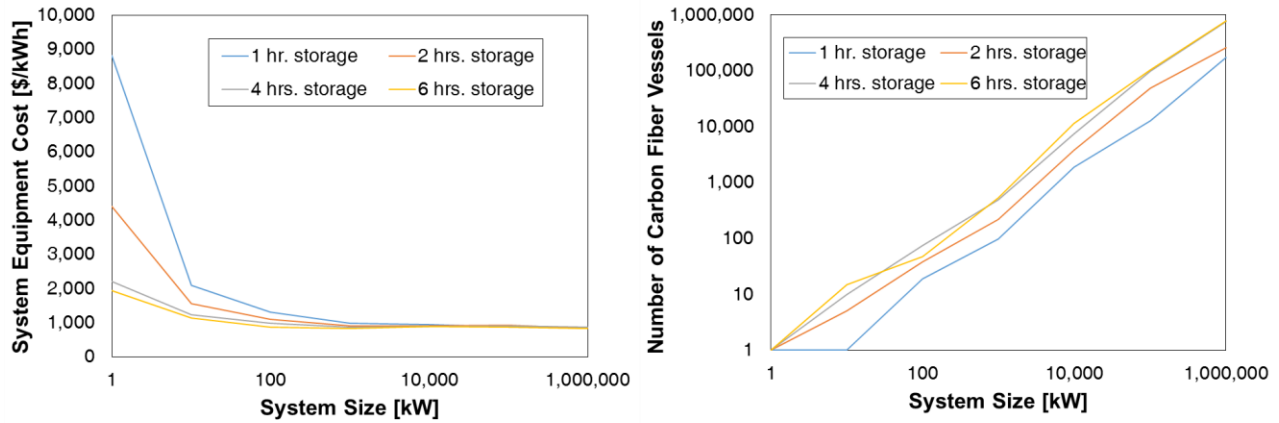 System Equipment Cost [$/kWh]
10,000
9,000
8,000
7,000
6,000
5,000
4,000
3,000
2,000
1,000
0
1 hr. storage 2 hrs. storage
4 hrs. storage 6 hrs. storage
1 100 10,000 1,000,000
System Size [kW]
Number of Carbon Fiber Vessels
1,000,000
100,000
10,000
1,000
100
10
1
1 hr. storage 2 hrs. storage
4 hrs. storage 6 hrs. storage
1 100 10,000 1,000,000
System Size [kW]